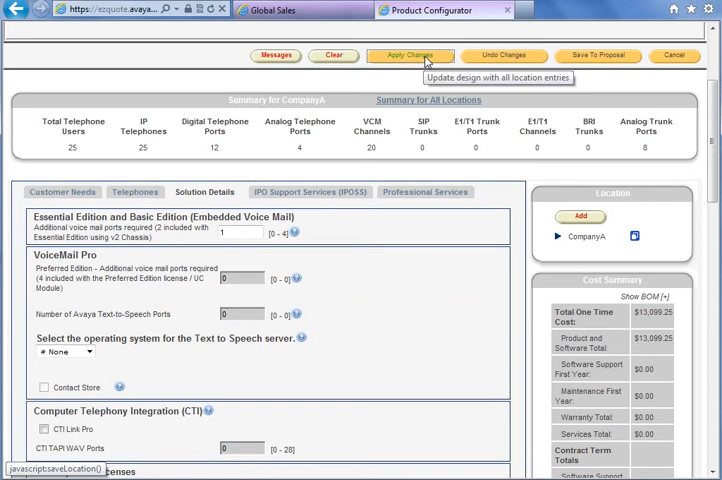 https://ezquote.avaya...
Global Sales
Product Configurator
Messages
Clear
Apply Changes
Undo Changes
Save To Proposal
Cancel
Update design with all location entries
Summary for CompanyA
Summary for All Locations
Total Telephone Users
IP Telephones
Digital Telephone Ports
Analog Telephone Ports
VCM Channels
SIP Trunks
E1/T1 Trunk Ports
E1/T1 Channels
BRI Trunks
Analog Trunk Ports
25 25 12 4 20 0 0 0 0 8
Customer Needs
Telephones
Solution Details
IPO Support Services (IPOSS)
Professional Services
Essential Edition and Basic Edition (Embedded Voice Mail)
Additional voice mail ports required (2 included with
Essential Edition using v2 Chassis)
1 [0 - 4]
VoiceMail Pro
Preferred Edition - Additional voice mail ports required
(4 included with the Preferred Edition license / UC
Module)
0 [0 - 0]
Number of Avaya Text-to-Speech Ports
0 [0 - 0]
Select the operating system for the Text to Speech server.
# None
Contact Store
Computer Telephony Integration (CTI)
CTI Link Pro
CTI TAPI WAV Ports
0 [0 - 28]
javascript:saveLocation()
Location
Add
CompanyA
Cost Summary
Show BOM [+]
Total One Time
Cost:
$13,099.25
Product and
Software Total:
$13,099.25
Software Support
First Year:
$0.00
Maintenance First
Year:
$0.00
Warranty Total:
$0.00
Services Total:
$0.00
Contract Term
Totals
Software Support